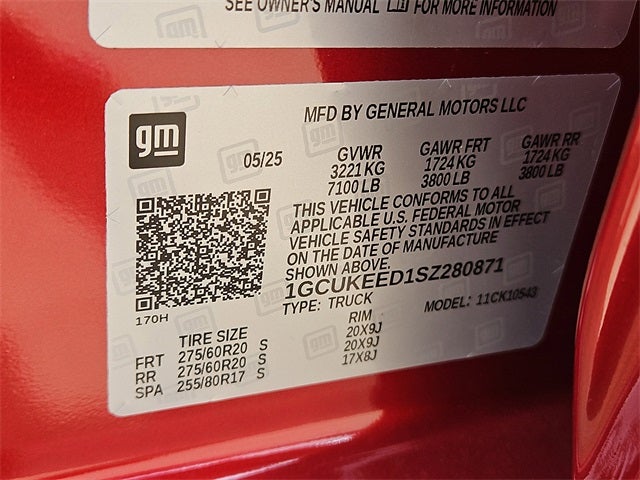 SEE OWNER'S MANUAL FOR MORE INFORMATION
MFD BY GENERAL MOTORS LLC
gm
05/25
GVWR GAWR FRT GAWR RR
3221 KG 1724 KG 1724 KG
7100 LB 3800 LB 3800 LB
THIS VEHICLE CONFORMS TO ALL
APPLICABLE U.S. FEDERAL MOTOR
VEHICLE SAFETY STANDARDS IN EFFECT
ON THE DATE OF MANUFACTURE
SHOWN ABOVE.
1GCUKEED1SZ280871
TYPE: TRUCK MODEL: 11CK10543
170H
TIRE SIZE RIM
FRT 275/60R20 S 20X9J
RR 275/60R20 S 20X9J
SPA 255/80R17 S 17X8J